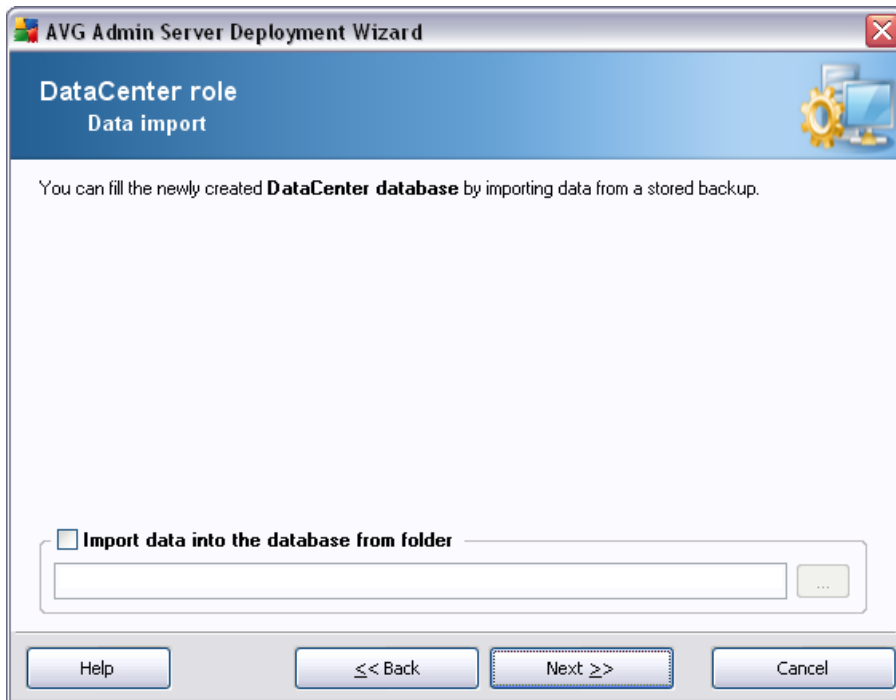 AVG Admin Server Deployment Wizard
DataCenter role
Data import
You can fill the newly created DataCenter database by importing data from a stored backup.
Import data into the database from folder
...
Help
<< Back
Next >>
Cancel